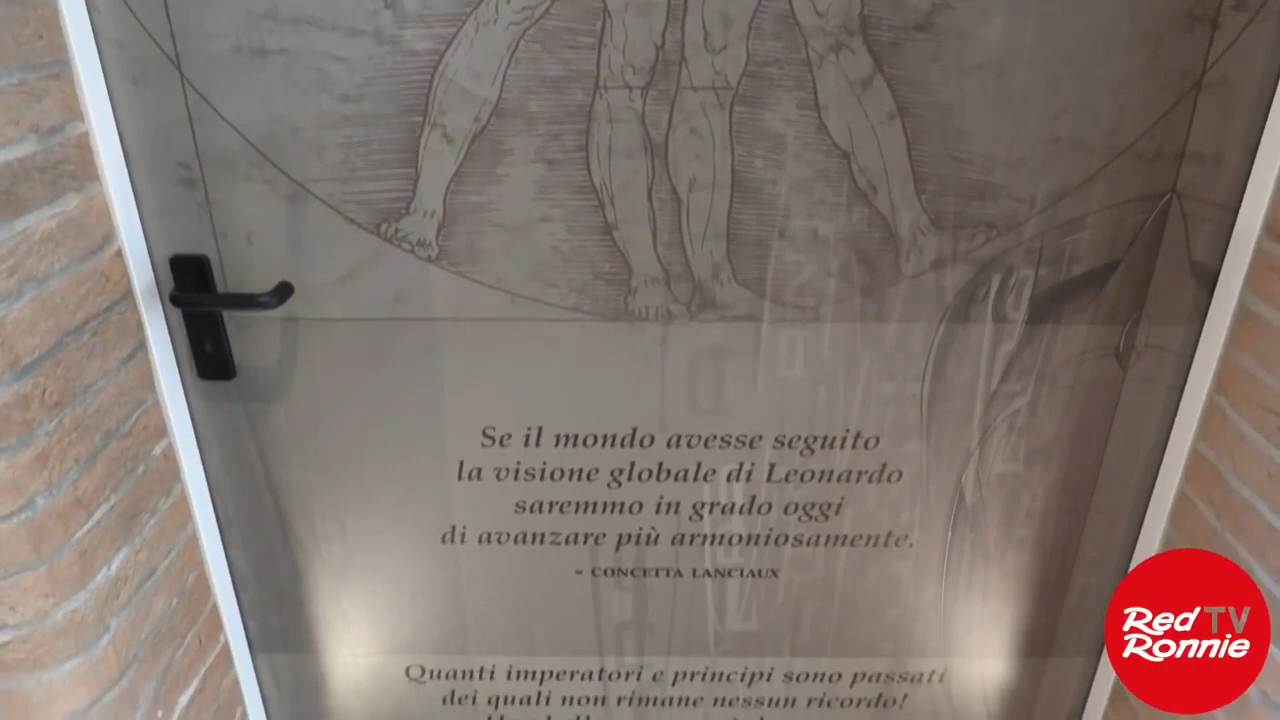 Se il mondo avesse seguito
la visione globale di Leonardo
saremmo in grado oggi
di avanzare più armoniosamente.
- CONCETTA LANCIAUX
Quanti imperatori e principi sono passati
dei quali non rimane nessun ricordo!
Red TV
Ronnie